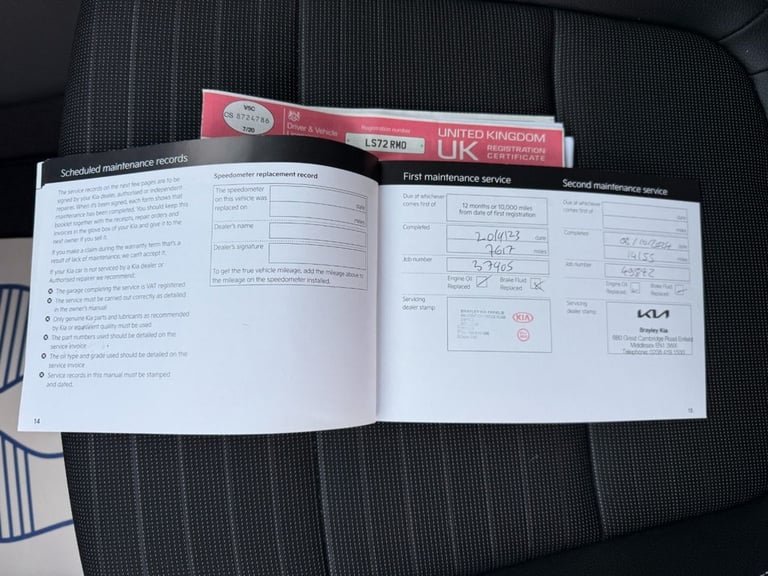 V5C
CS 8724786
7/20
Driver & Vehicle
Registration number
LS72 RMO
UNITED KINGDOM
UK REGISTRATION
CERTIFICATE
Scheduled maintenance records
The service records on the next few pages are to be
signed by your Kia dealer, authorised or independent
repairer. When it's been signed, each form shows that
maintenance has been completed. You should keep this
booklet together with the receipts, repair orders and
invoices in the glove box of your Kia and give it to the
next owner if you sell it.
If you make a claim during the warranty term that's a
result of lack of maintenance, we can't accept it.
If your Kia car is not serviced by a Kia dealer or
Authorised repairer we recommend:
The garage completing the service is VAT registered
The service must be carried out correctly as detailed
in the owner's manual
Only genuine Kia parts and lubricants as recommended
by Kia or equivalent quality must be used
The part numbers used should be detailed on the
service invoice
The oil type and grade used should be detailed on the
service invoice
Service records in this manual must be stamped
and dated.
14
Speedometer replacement record
The speedometer
on this vehicle was
replaced on
date
miles
Dealer's name
Dealer's signature
To get the true vehicle mileage, add the mileage above to
the mileage on the speedometer installed.
First maintenance service
Due at whichever
comes first of
12 months or 10,000 miles
from date of first registration
Completed
20/4/23 date
7617 miles
Job number
37905
Engine Oil
Replaced
Brake Fluid
Replaced
Servicing
dealer stamp
KIA
Second maintenance service
Due at whichever
comes first of
date
miles
Completed
08/10/2024 date
14155 miles
Job number
Engine Oil
Replaced
Brake Fluid
Replaced
Servicing
dealer stamp
KIA
Brayley Kia
680 Great Cambridge Road Enfield
Middlesex EN1 3WX
15